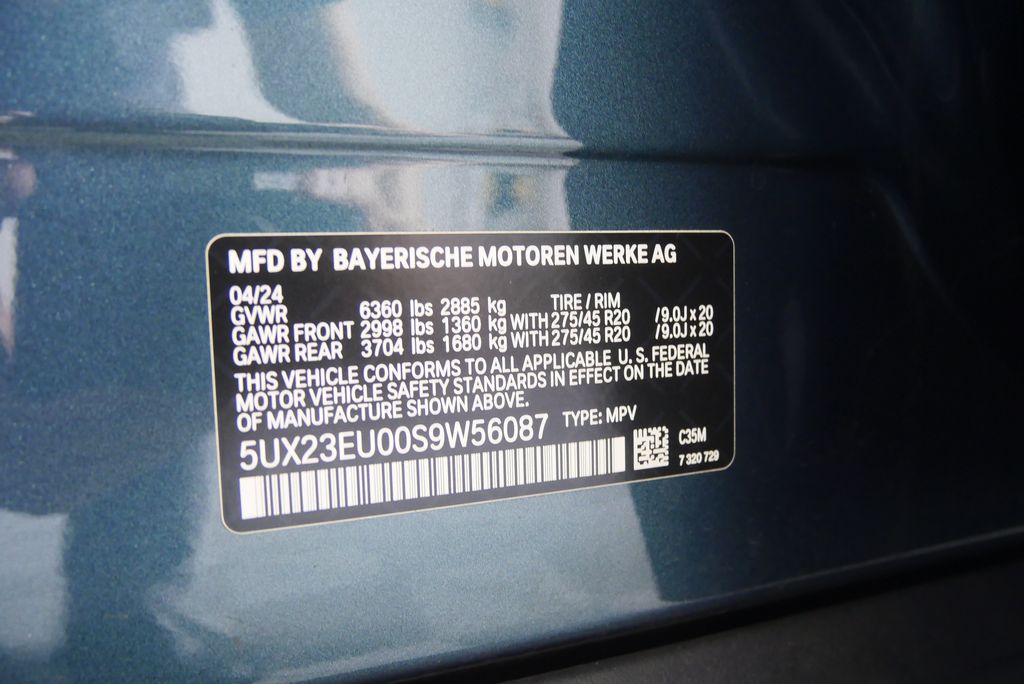 MFD BY BAYERISCHE MOTOREN WERKE AG
04/24
GVWR 6360 lbs 2885 kg TIRE / RIM
GAWR FRONT 2998 lbs 1360 kg WITH 275/45 R20 /9.0J x 20
GAWR REAR 3704 lbs 1680 kg WITH 275/45 R20 /9.0J x 20
THIS VEHICLE CONFORMS TO ALL APPLICABLE U. S. FEDERAL
MOTOR VEHICLE SAFETY STANDARDS IN EFFECT ON THE DATE
OF MANUFACTURE SHOWN ABOVE.
5UX23EU00S9W56087 TYPE: MPV
C35M
7 320 729